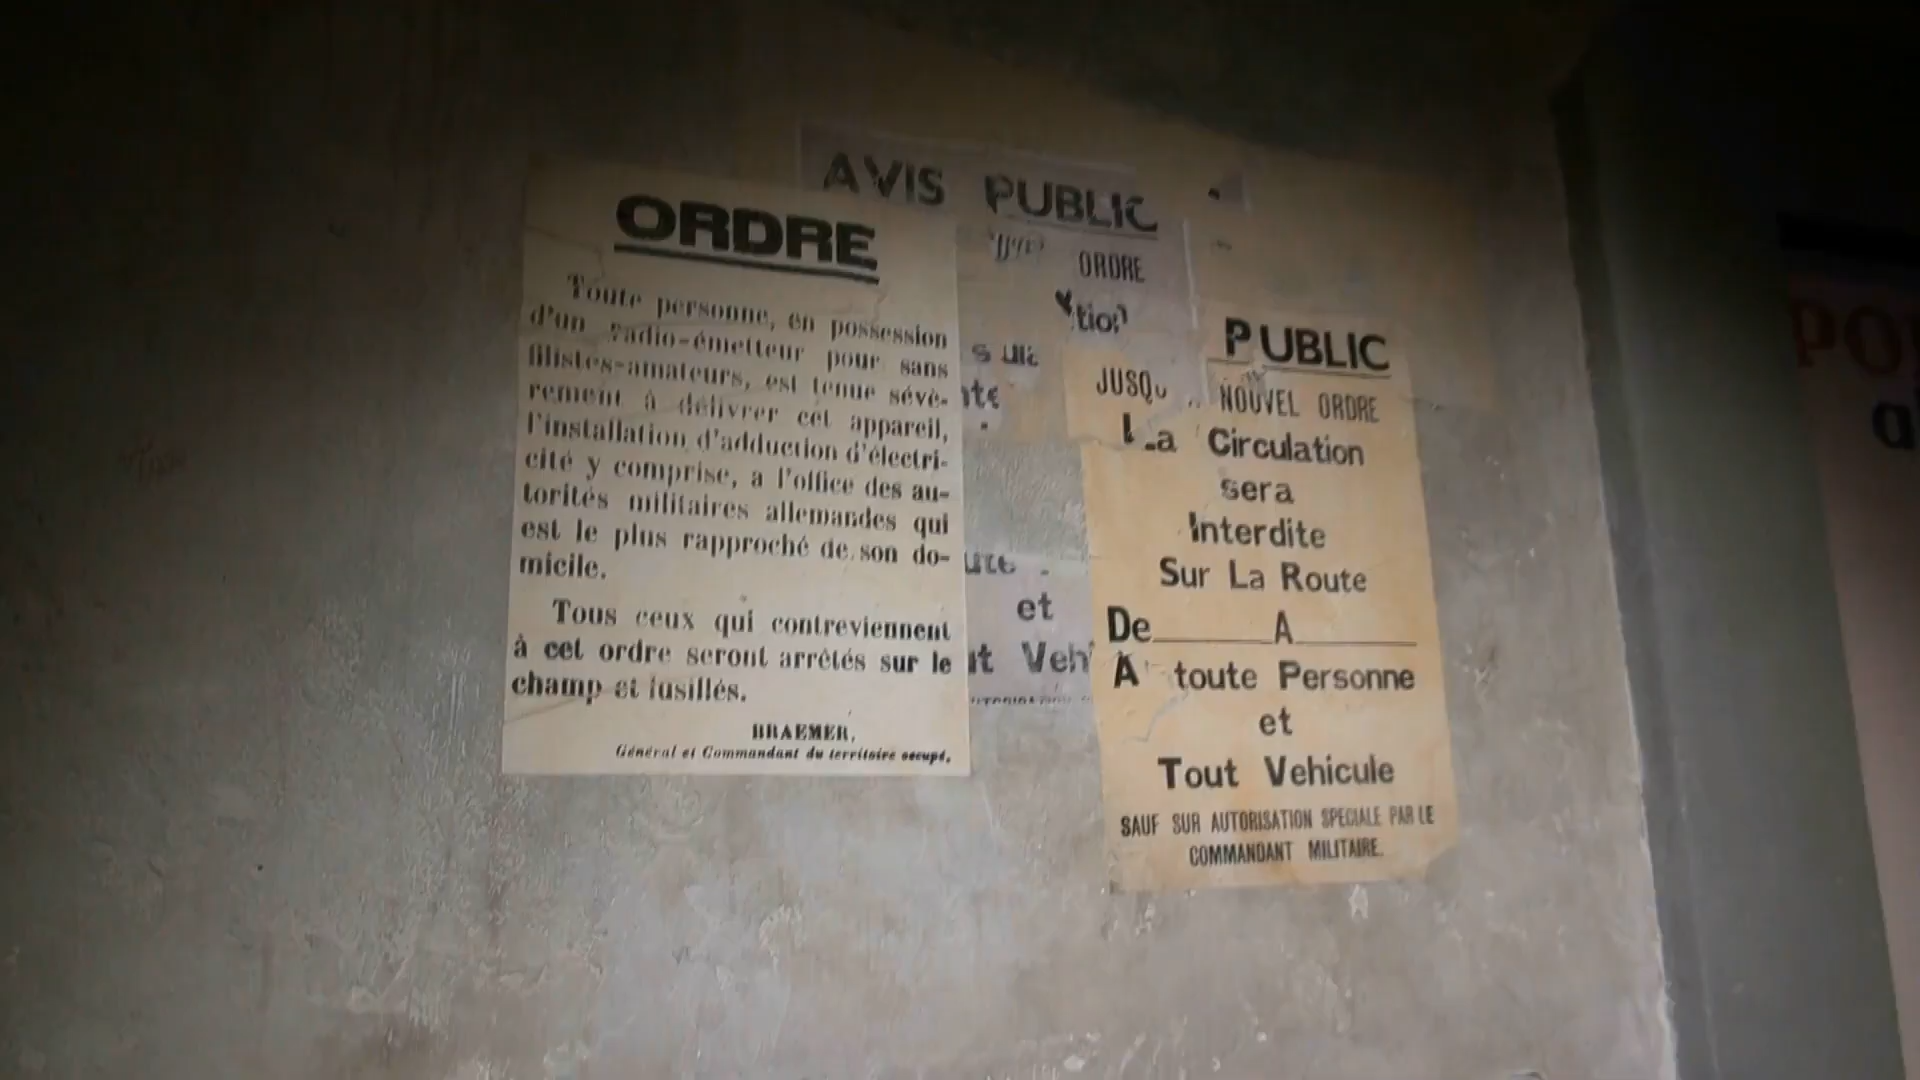 ORDRE
Toute personne, en possession
d'un radio-émetteur pour sans
filistes-amateurs, est tenue sévè-
rement à délivrer cet appareil,
l'installation d'adduction d'électri-
cité y comprise, a l'office des au-
torités militaires allemandes qui
est le plus rapproché de son do-
micile.
Tous ceux qui contreviennent
à cet ordre seront arrêtés sur le
champ et fusillés.
BRAEMER,
Général et Commandant du territoire occupé.
AVIS PUBLIC
ORDRE
et
PUBLIC
NOUVEL ORDRE
La Circulation
sera
Interdite
Sur La Route
De A
A toute Personne
et
Tout Vehicule
SAUF SUR AUTORISATION SPECIALE PAR LE
COMMANDANT MILITAIRE.